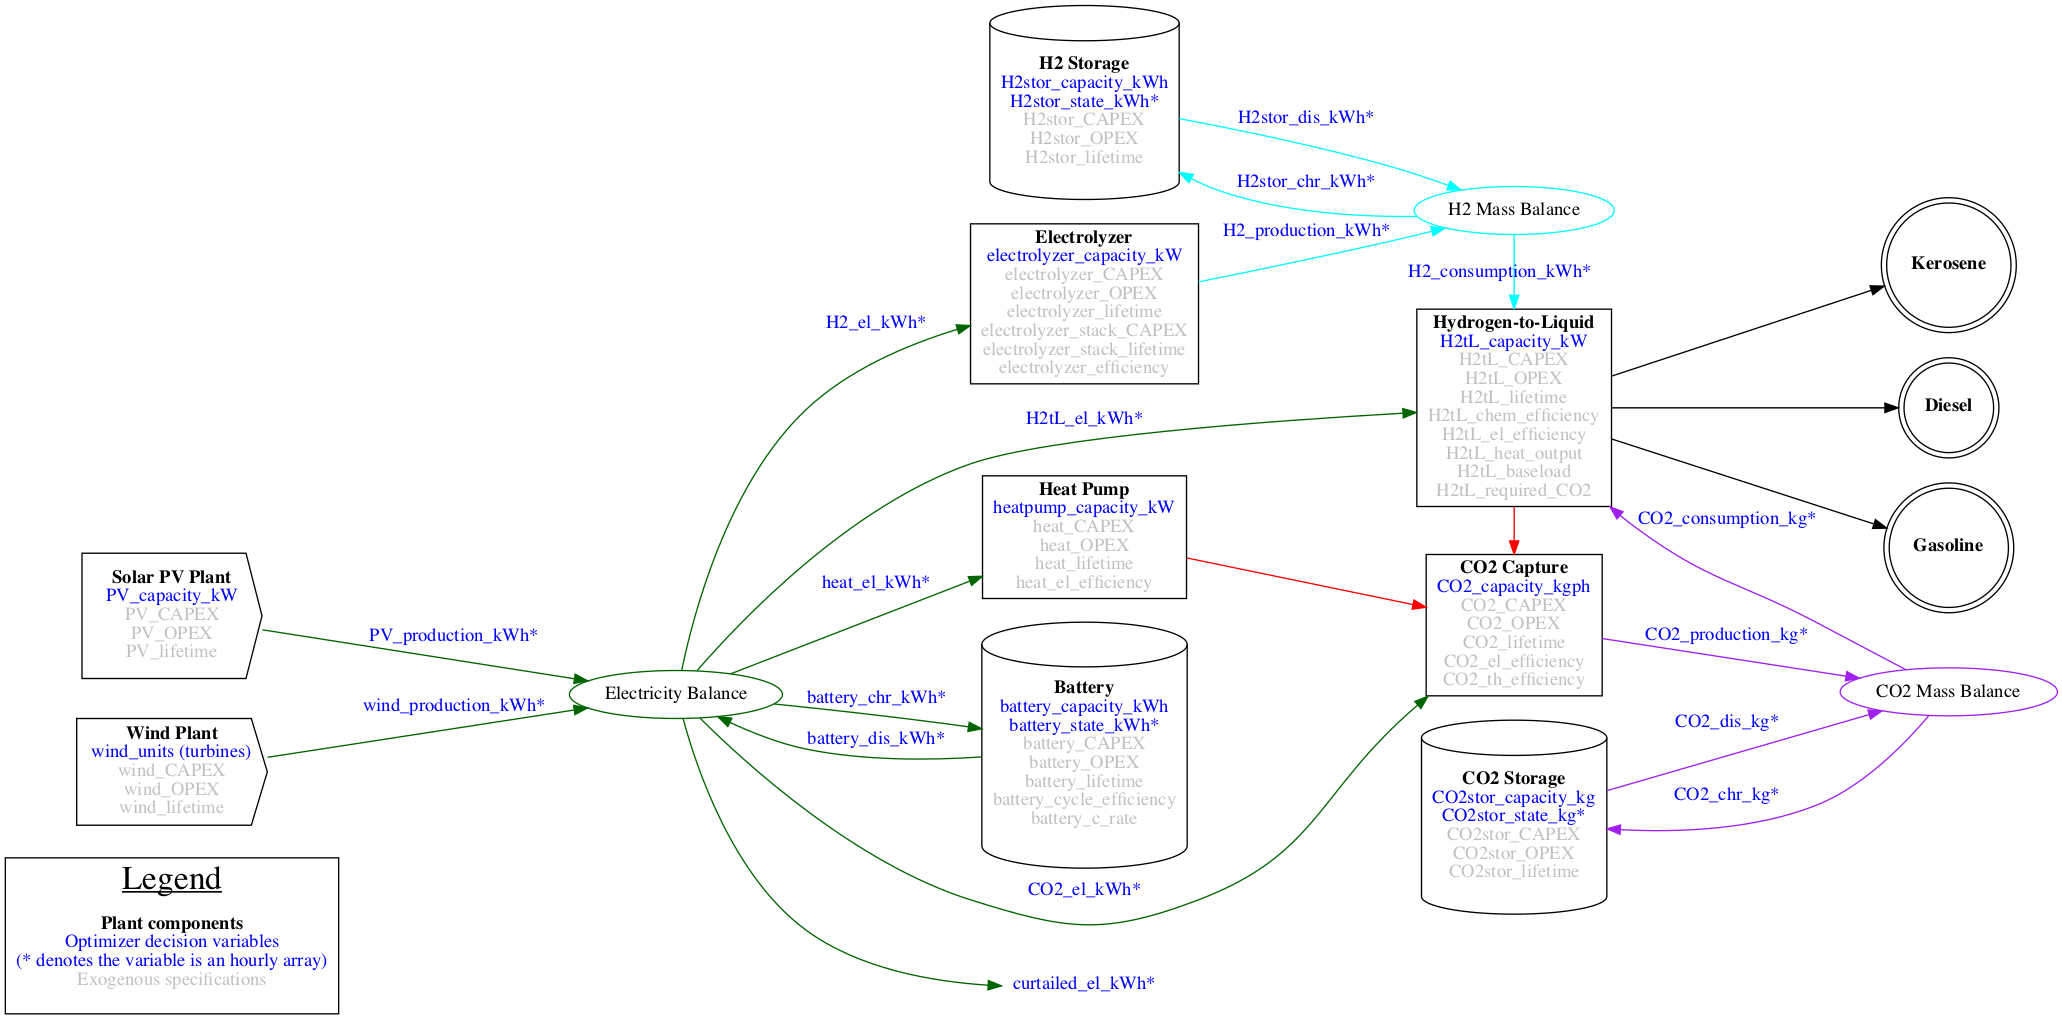 H2 Storage
H2stor_capacity_kWh
H2stor_state_kWh*
H2stor_CAPEX
H2stor_OPEX
H2stor_lifetime
H2stor_dis_kWh*
H2stor_chr_kWh*
H2 Mass Balance
H2_production_kWh*
H2_consumption_kWh*
Electrolyzer
electrolyzer_capacity_kW
electrolyzer_CAPEX
electrolyzer_OPEX
electrolyzer_lifetime
electrolyzer_stack_CAPEX
electrolyzer_stack_lifetime
electrolyzer_efficiency
H2_el_kWh*
Hydrogen-to-Liquid
H2tL_capacity_kW
H2tL_CAPEX
H2tL_OPEX
H2tL_lifetime
H2tL_chem_efficiency
H2tL_el_efficiency
H2tL_heat_output
H2tL_baseload
H2tL_required_CO2
Kerosene
Diesel
Gasoline
H2tL_el_kWh*
Heat Pump
heatpump_capacity_kW
heat_CAPEX
heat_OPEX
heat_lifetime
heat_el_efficiency
heat_el_kWh*
CO2_consumption_kg*
CO2 Capture
CO2_capacity_kgph
CO2_CAPEX
CO2_OPEX
CO2_lifetime
CO2_el_efficiency
CO2_th_efficiency
CO2_production_kg*
CO2 Mass Balance
Solar PV Plant
PV_capacity_kW
PV_CAPEX
PV_OPEX
PV_lifetime
PV_production_kWh*
Electricity Balance
wind_production_kWh*
Wind Plant
wind_units (turbines)
wind_CAPEX
wind_OPEX
wind_lifetime
battery_chr_kWh*
battery_dis_kWh*
Battery
battery_capacity_kWh
battery_state_kWh*
battery_CAPEX
battery_OPEX
battery_lifetime
battery_cycle_efficiency
battery_c_rate
CO2_dis_kg*
CO2_chr_kg*
CO2 Storage
CO2stor_capacity_kg
CO2stor_state_kg*
CO2stor_CAPEX
CO2stor_OPEX
CO2stor_lifetime
CO2_el_kWh*
curtailed_el_kWh*
Legend
Plant components
Optimizer decision variables
(* denotes the variable is an hourly array)
Exogenous specifications